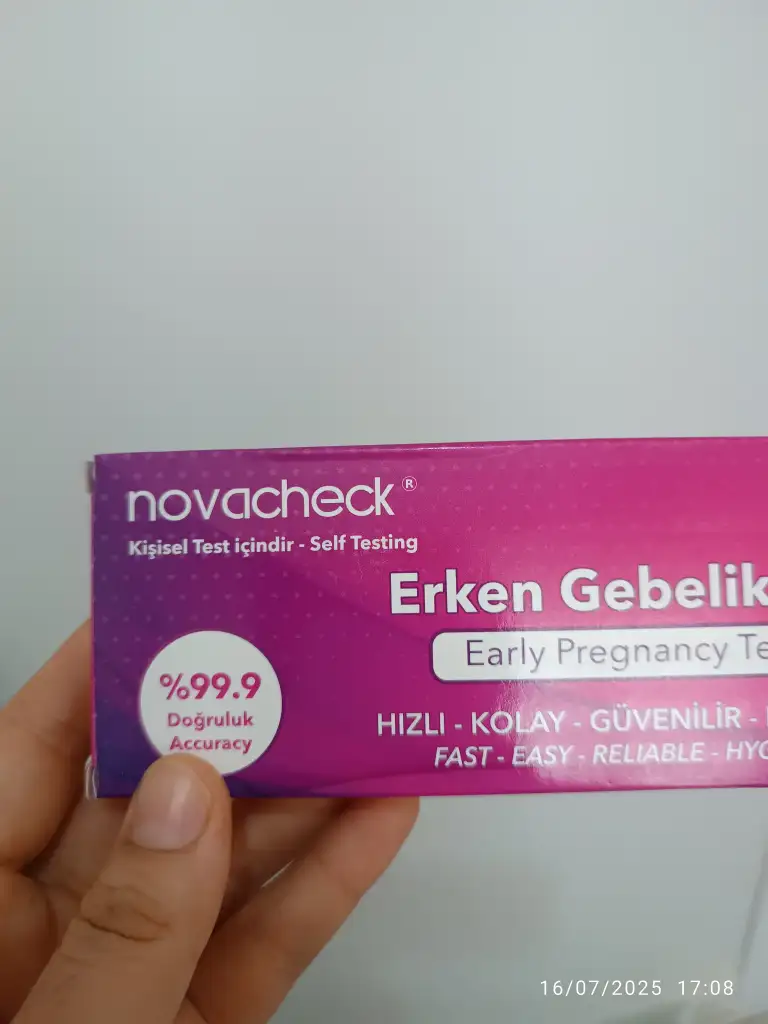 novacheck®
Kişisel Test içindir - Self Testing
Erken Gebelik
Early Pregnancy
%99.9
Doğruluk
Accuracy
HIZLI - KOLAY - GÜVENİLİR -
FAST - EASY - RELIABLE -
16/07/2025 17:08